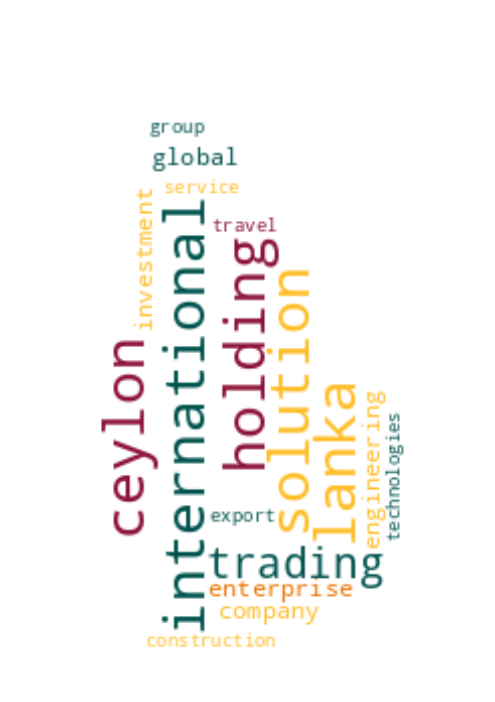 group
global
service
investment
international
travel
holding
solution
ceylon
lanka
engineering
technologies
export
trading
enterprise
company
construction